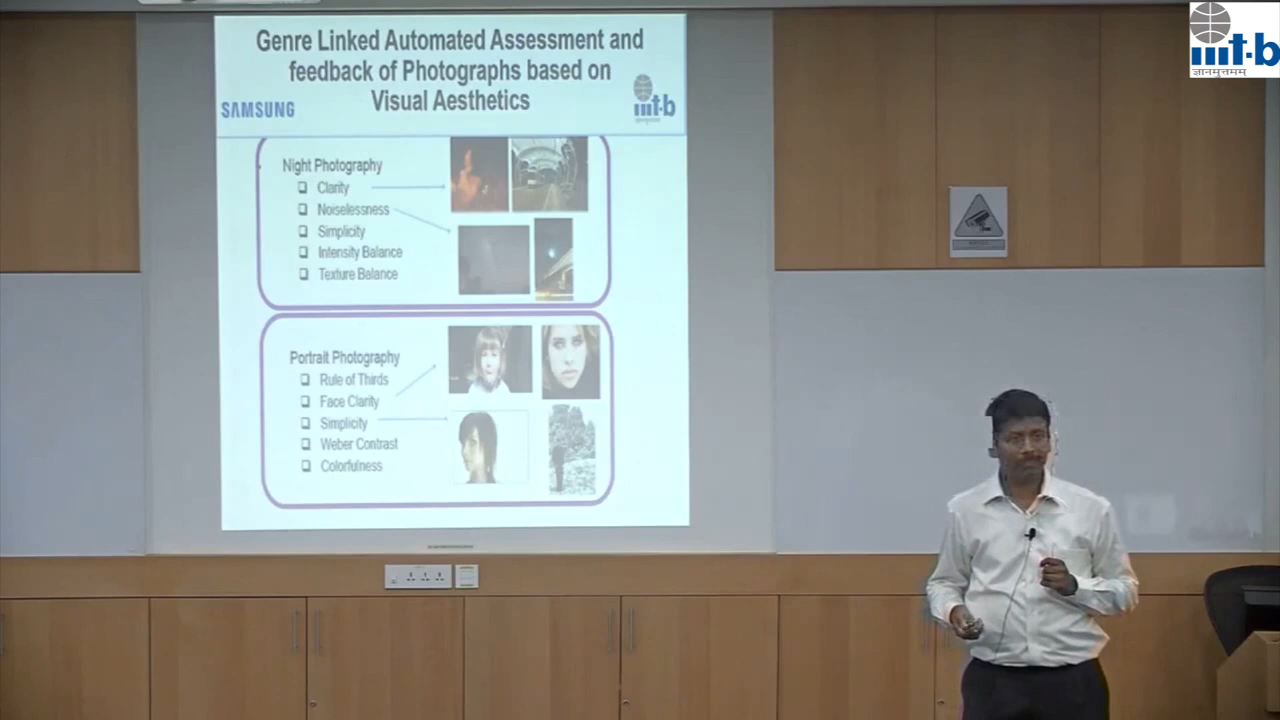 Genre Linked Automated Assessment and
feedback of Photographs based on
Visual Aesthetics
SAMSUNG
iiit-b
Night Photography
Clarity
Noiselessness
Simplicity
Intensity Balance
Texture Balance
Portrait Photography
Rule of Thirds
Face Clarity
Simplicity
Weber Contrast
Colorfulness
iiit-b
ज्ञानमुत्तमम्